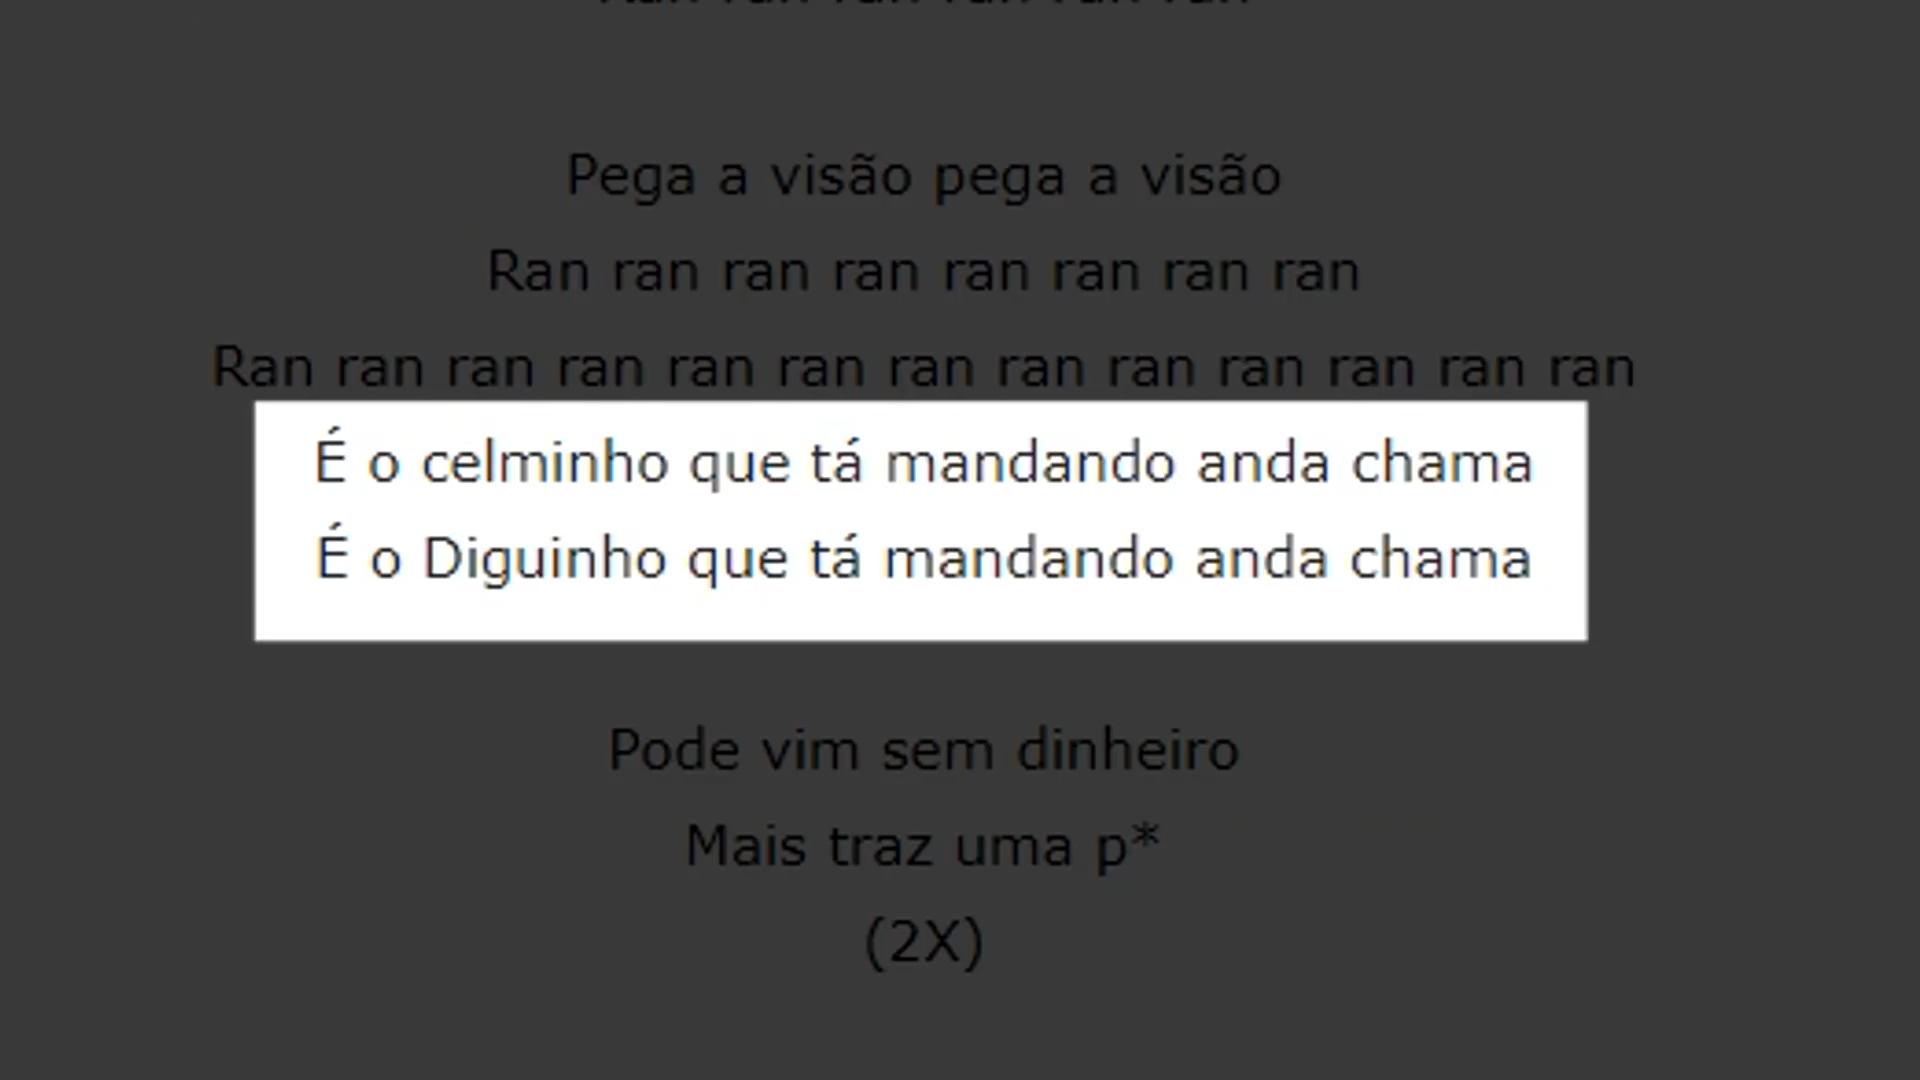 Pega a visão pega a visão
Ran ran ran ran ran ran ran ran
Ran ran ran ran ran ran ran ran ran ran ran ran ran
É o celminho que tá mandando anda chama
É o Diguinho que tá mandando anda chama
Pode vim sem dinheiro
Mais traz uma p*
(2X)